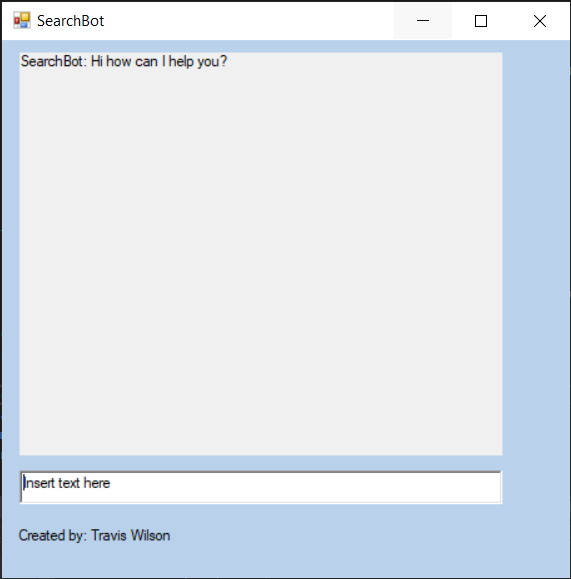 SearchBot
SearchBot: Hi how can I help you?
Insert text here
Created by: Travis Wilson